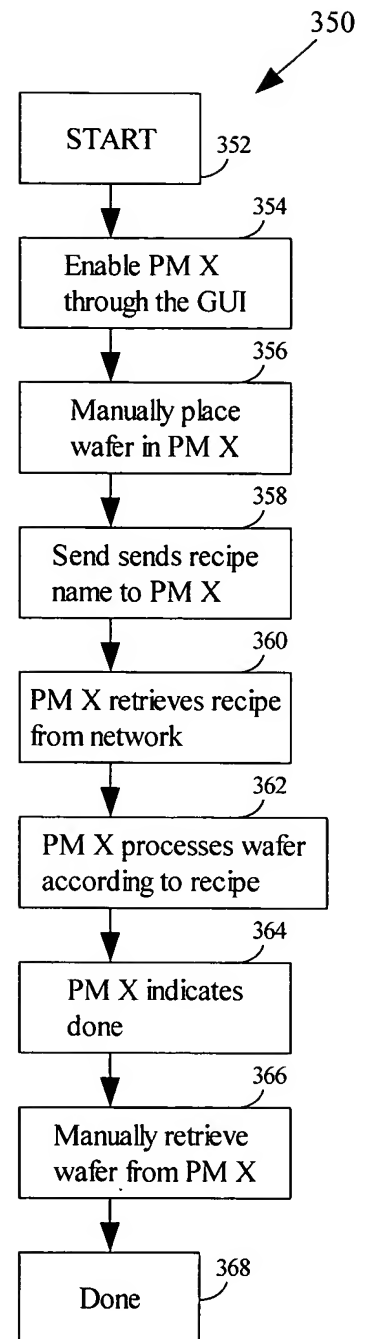 350
START
352
354
Enable PM X
through the GUI
356
Manually place
wafer in PM X
358
Send sends recipe
name to PM X
360
PM X retrieves recipe
from network
362
PM X processes wafer
according to recipe
364
PM X indicates
done
366
Manually retrieve
wafer from PM X
Done
368